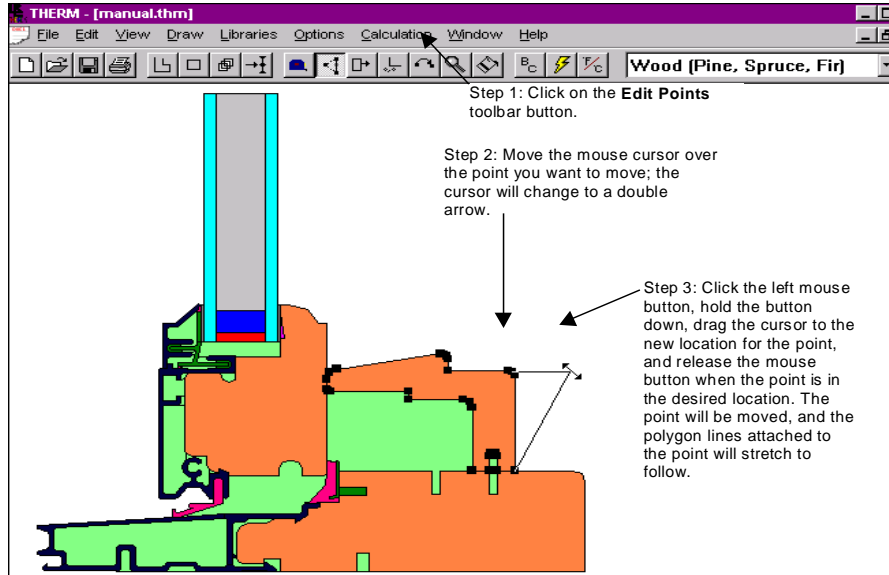 THERM - [manual.thm]
File Edit View Draw Libraries Options Calculation Window Help
BC F/C Wood (Pine, Spruce, Fir)
Step 1: Click on the Edit Points
toolbar button.
Step 2: Move the mouse cursor over
the point you want to move; the
cursor will change to a double
arrow.
Step 3: Click the left mouse
button, hold the button
down, drag the cursor to the
new location for the point,
and release the mouse
button when the point is in
the desired location. The
point will be moved, and the
polygon lines attached to
the point will stretch to
follow.